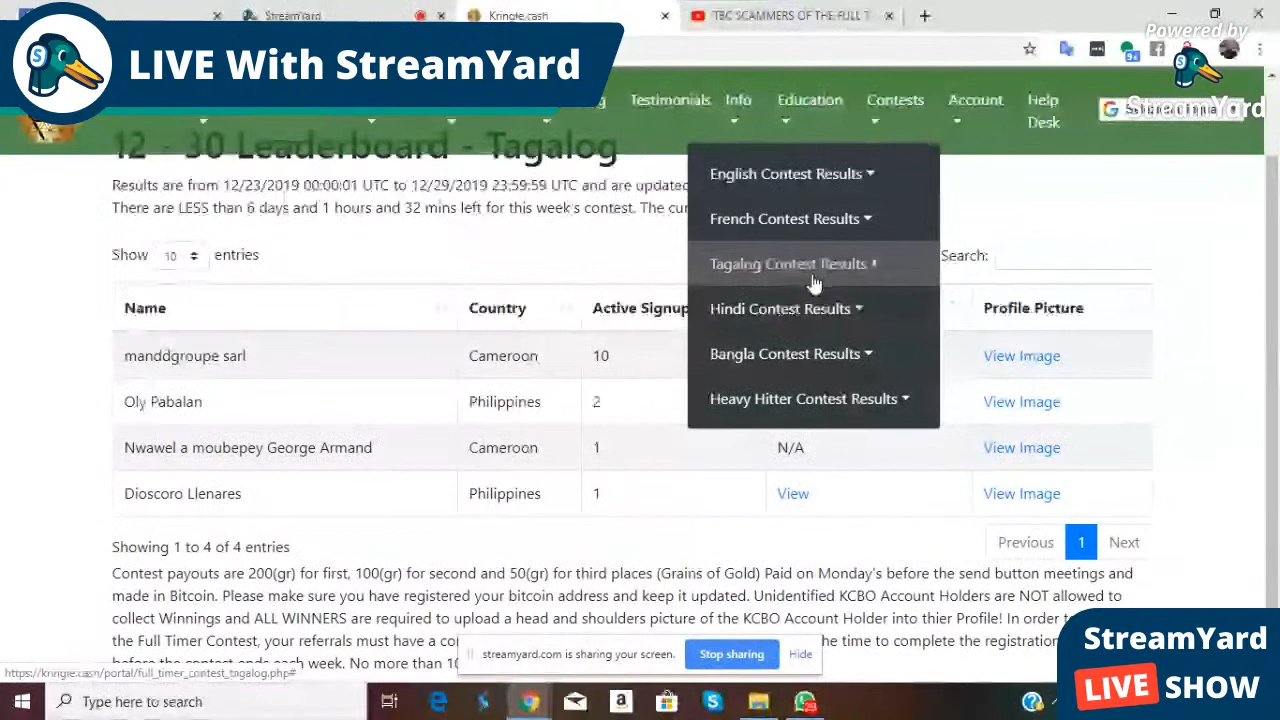 StreamYard
Kringle.cash
TBC SCAMMERS OF THE FULL T
Powered by
LIVE With StreamYard
StreamYard
Testimonials
Info
Education
Contests
Account
Help
Desk
12 - 30 Leaderboard - Tagalog
English Contest Results
Results are from 12/23/2019 00:00:01 UTC to 12/29/2019 23:59:59 UTC and are updated
There are LESS than 6 days and 1 hours and 32 mins left for this week's contest. The
French Contest Results
Show 10 entries
Tagalog Contest Results
Search:
Name
Country
Active Signup
Hindi Contest Results
Profile Picture
manddgroupe sarl
Cameroon
10
Bangla Contest Results
View Image
Oly Pabalan
Philippines
2
Heavy Hitter Contest Results
View Image
Nwawel a moubepey George Armand
Cameroon
1
N/A
View Image
Dioscoro Llenares
Philippines
1
View
View Image
Showing 1 to 4 of 4 entries
Previous
1
Next
Contest payouts are 200(gr) for first, 100(gr) for second and 50(gr) for third places (Grains of Gold) Paid on Monday's before the send button meetings and
made in Bitcoin. Please make sure you have registered your bitcoin address and keep it updated. Unidentified KCBO Account Holders are NOT allowed to
collect Winnings and ALL WINNERS are required to upload a head and shoulders picture of the KCBO Account Holder into thier Profile! In order to
the Full Timer Contest, your referrals must have a
the time to complete the registration
before the contest ends each week. No more than
streamyard.com is sharing your screen.
Stop sharing
Hide
https://kringle.cash/portal/full_timer_contest_tagalog.php#
StreamYard
LIVE SHOW
Type here to search